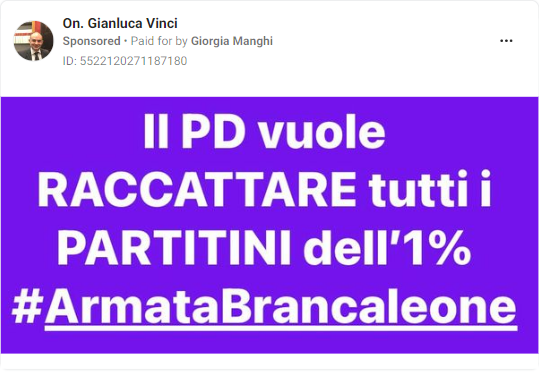 On. Gianluca Vinci
Sponsored • Paid for by Giorgia Manghi
ID: 5522120271187180
Il PD vuole
RACCATTARE tutti i
PARTITINI dell'1%
#ArmataBrancaleone